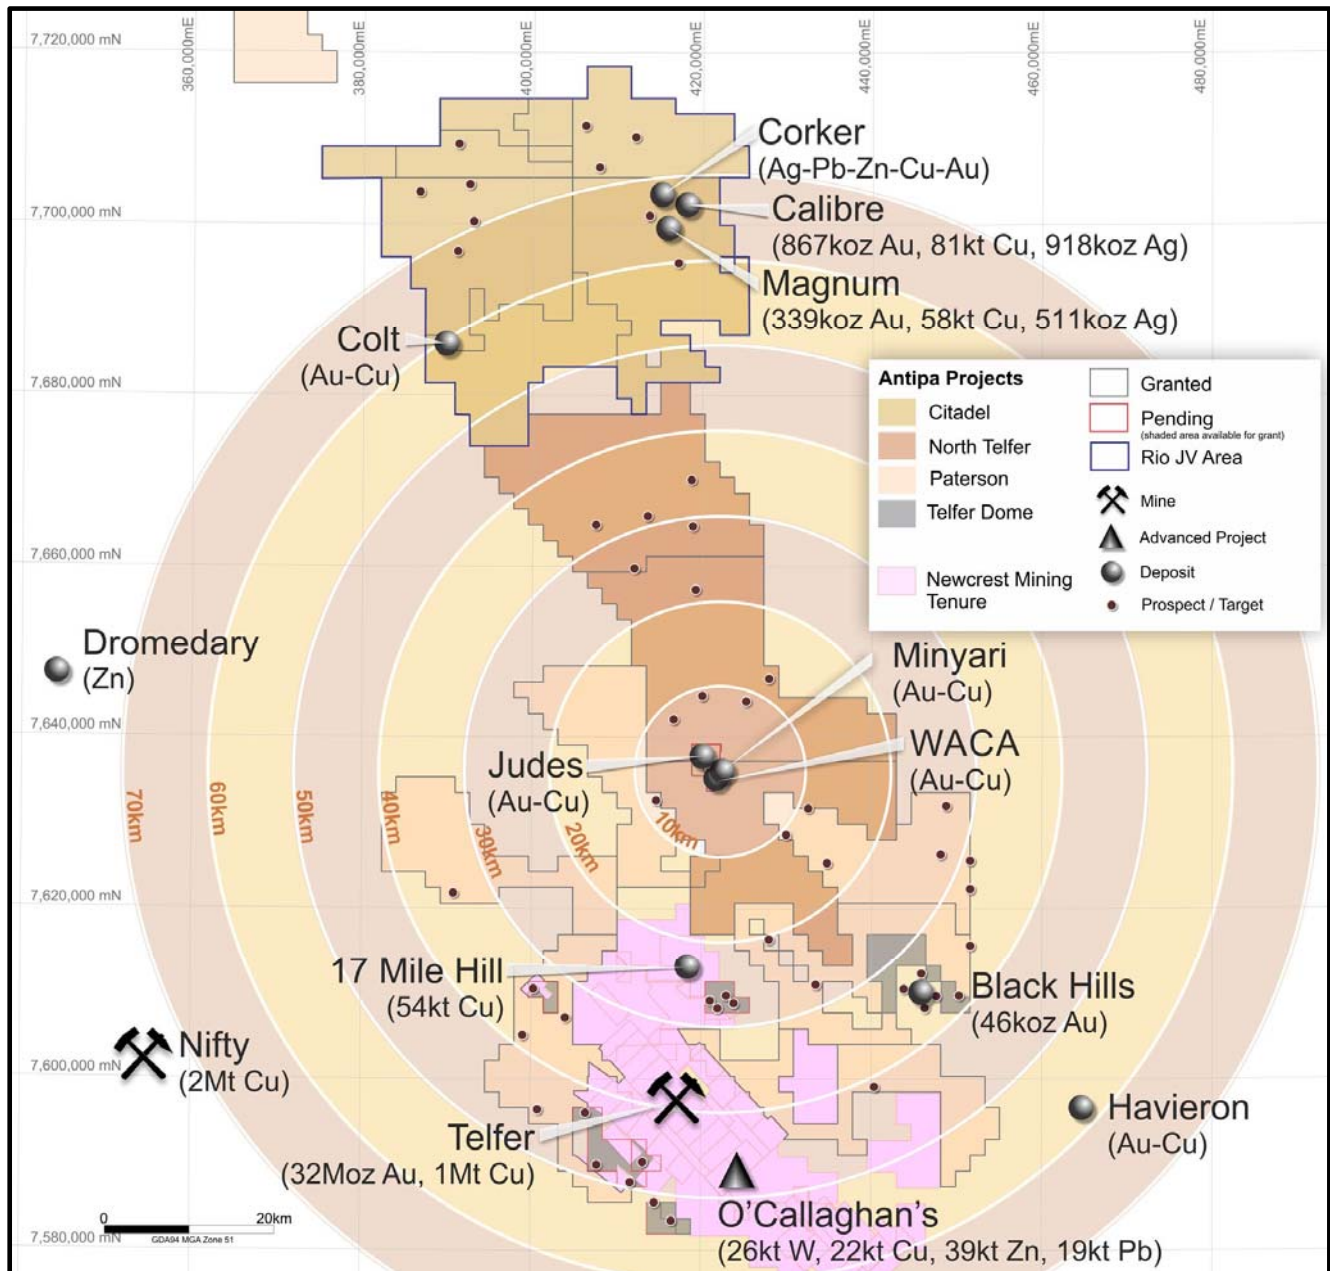 7,720,000 mN
360,000mE
380,000mE
400,000mE
420,000mE
440,000mE
460,000mE
480,000mE
Corker
(Ag-Pb-Zn-Cu-Au)
7,700,000 mN
Calibre
(867koz Au, 81kt Cu, 918koz Ag)
Magnum
(339koz Au, 58kt Cu, 511koz Ag)
Colt
(Au-Cu)
7,680,000 mN
Antipa Projects
Citadel
North Telfer
Paterson
Telfer Dome
Newcrest Mining
Tenure
Granted
Pending
(shaded area available for grant)
Rio JV Area
Mine
Advanced Project
Deposit
Prospect / Target
7,660,000 mN
Dromedary
(Zn)
Minyari
(Au-Cu)
7,640,000 mN
WACA
(Au-Cu)
Judes
(Au-Cu)
70km
60km
50km
40km
30km
20km
10km
7,620,000 mN
17 Mile Hill
(54kt Cu)
Black Hills
(46koz Au)
Nifty
(2Mt Cu)
7,600,000 mN
Havieron
(Au-Cu)
Telfer
(32Moz Au, 1Mt Cu)
O'Callaghan's
(26kt W, 22kt Cu, 39kt Zn, 19kt Pb)
0 20km
GDA94 MGA Zone 51
7,580,000 mN